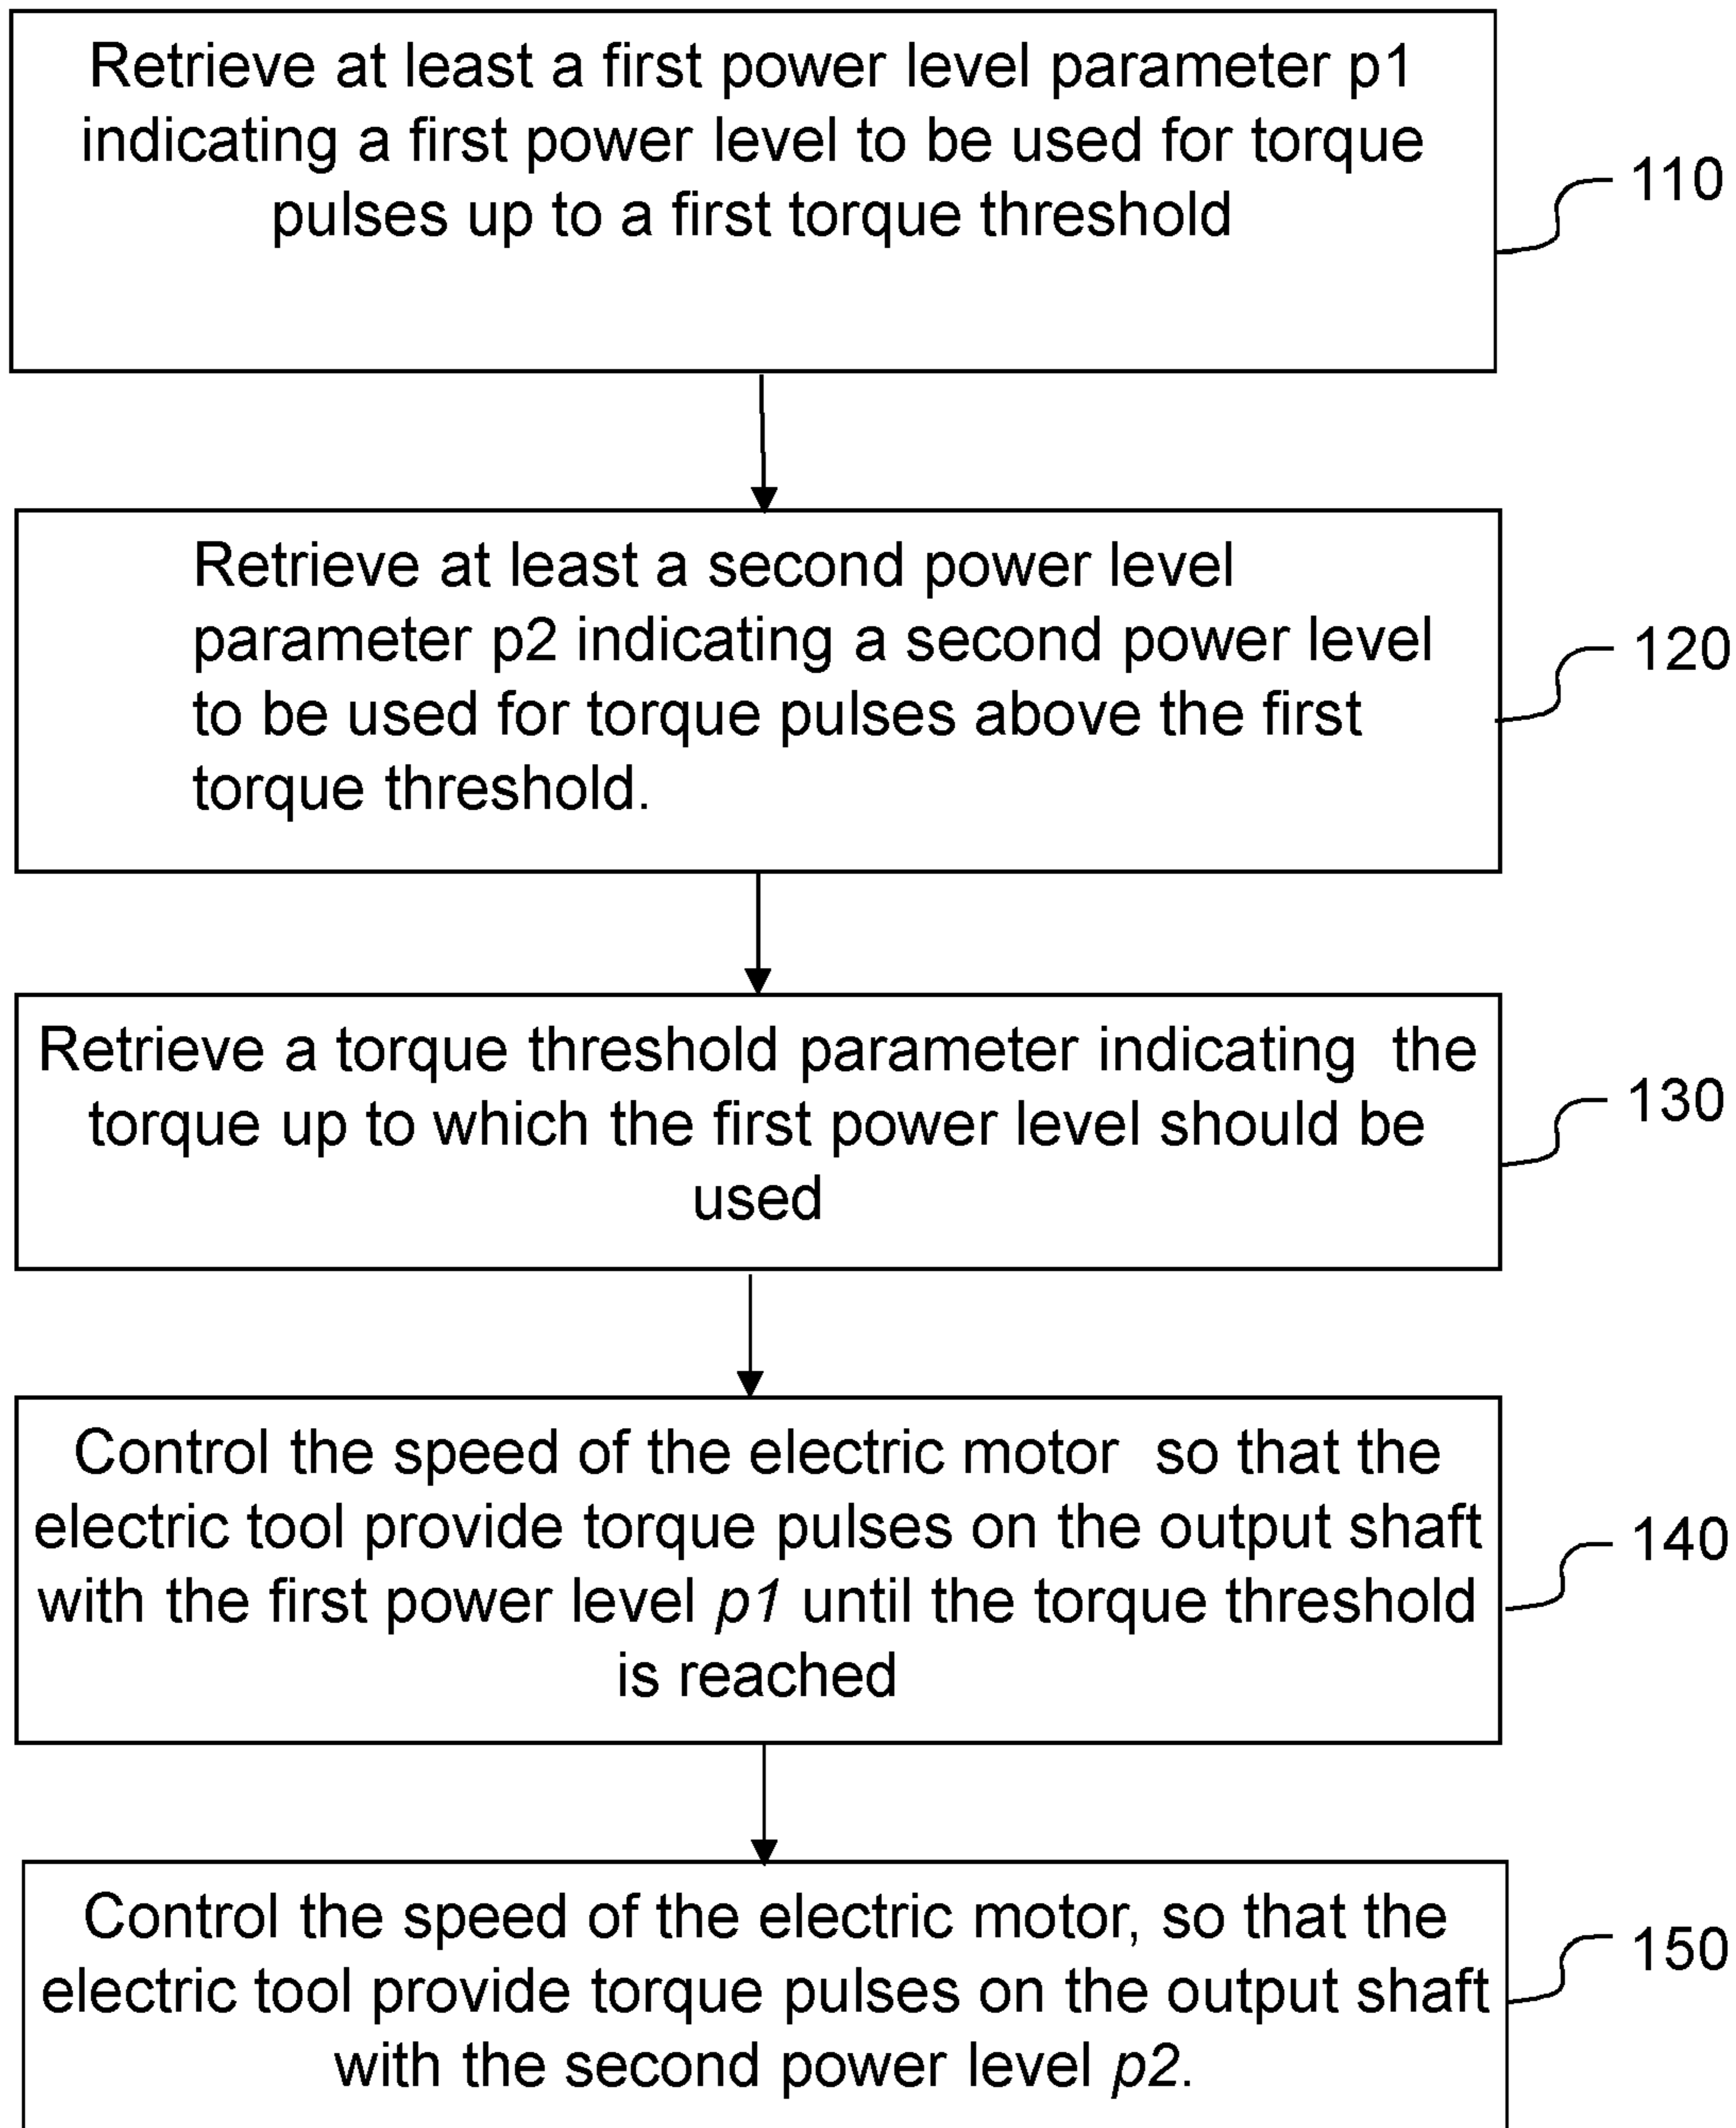 Retrieve at least a first power level parameter p1
indicating a first power level to be used for torque
pulses up to a first torque threshold
110
Retrieve at least a second power level
parameter p2 indicating a second power level
to be used for torque pulses above the first
torque threshold.
120
Retrieve a torque threshold parameter indicating the
torque up to which the first power level should be
used
130
Control the speed of the electric motor so that the
electric tool provide torque pulses on the output shaft
with the first power level p1 until the torque threshold
is reached
140
Control the speed of the electric motor, so that the
electric tool provide torque pulses on the output shaft
with the second power level p2.
150